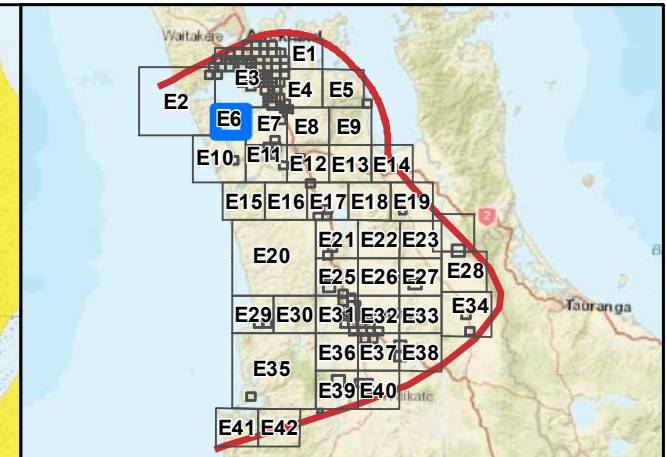 Waitakere Auckland
E1
E2 E3 E4 E5
E6 E7 E8 E9
E10 E11 E12 E13 E14
E15 E16 E17 E18 E19
2
E20 E21 E22 E23
E25 E26 E27 E28
E29 E30 E31 E32 E33 E34
Tauranga
E35 E36 E37 E38
E39 E40
Waikato
E41 E42